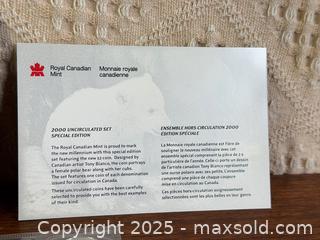 Royal Canadian Mint
Monnaie royale canadienne
2000 UNCIRCULATED SET
SPECIAL EDITION
The Royal Canadian Mint is proud to mark
the new millennium with this special edition
set featuring the new $2 coin. Designed by
Canadian artist Tony Bianco, the coin portrays
a female polar bear along with her cubs.
The set features one coin of each denomination
issued for circulation in Canada.
These uncirculated coins have been carefully
selected to provide you with the best examples
of their kind.
ENSEMBLE HORS CIRCULATION 2000
ÉDITION SPÉCIALE
La Monnaie royale canadienne est fière de
souligner le nouveau millénaire avec cet
ensemble spécial comprenant la pièce de 2 $
particulière de l'année. Celle-ci porte un dessin
de l'artiste canadien Tony Bianco représentant
une ourse polaire avec ses petits. L'ensemble
comprend une pièce de chaque coupure
mise en circulation au Canada.
Ces pièces hors circulation soigneusement
sélectionnées sont les plus belles en leur genre.
Copyright 2025 - maxsold.com